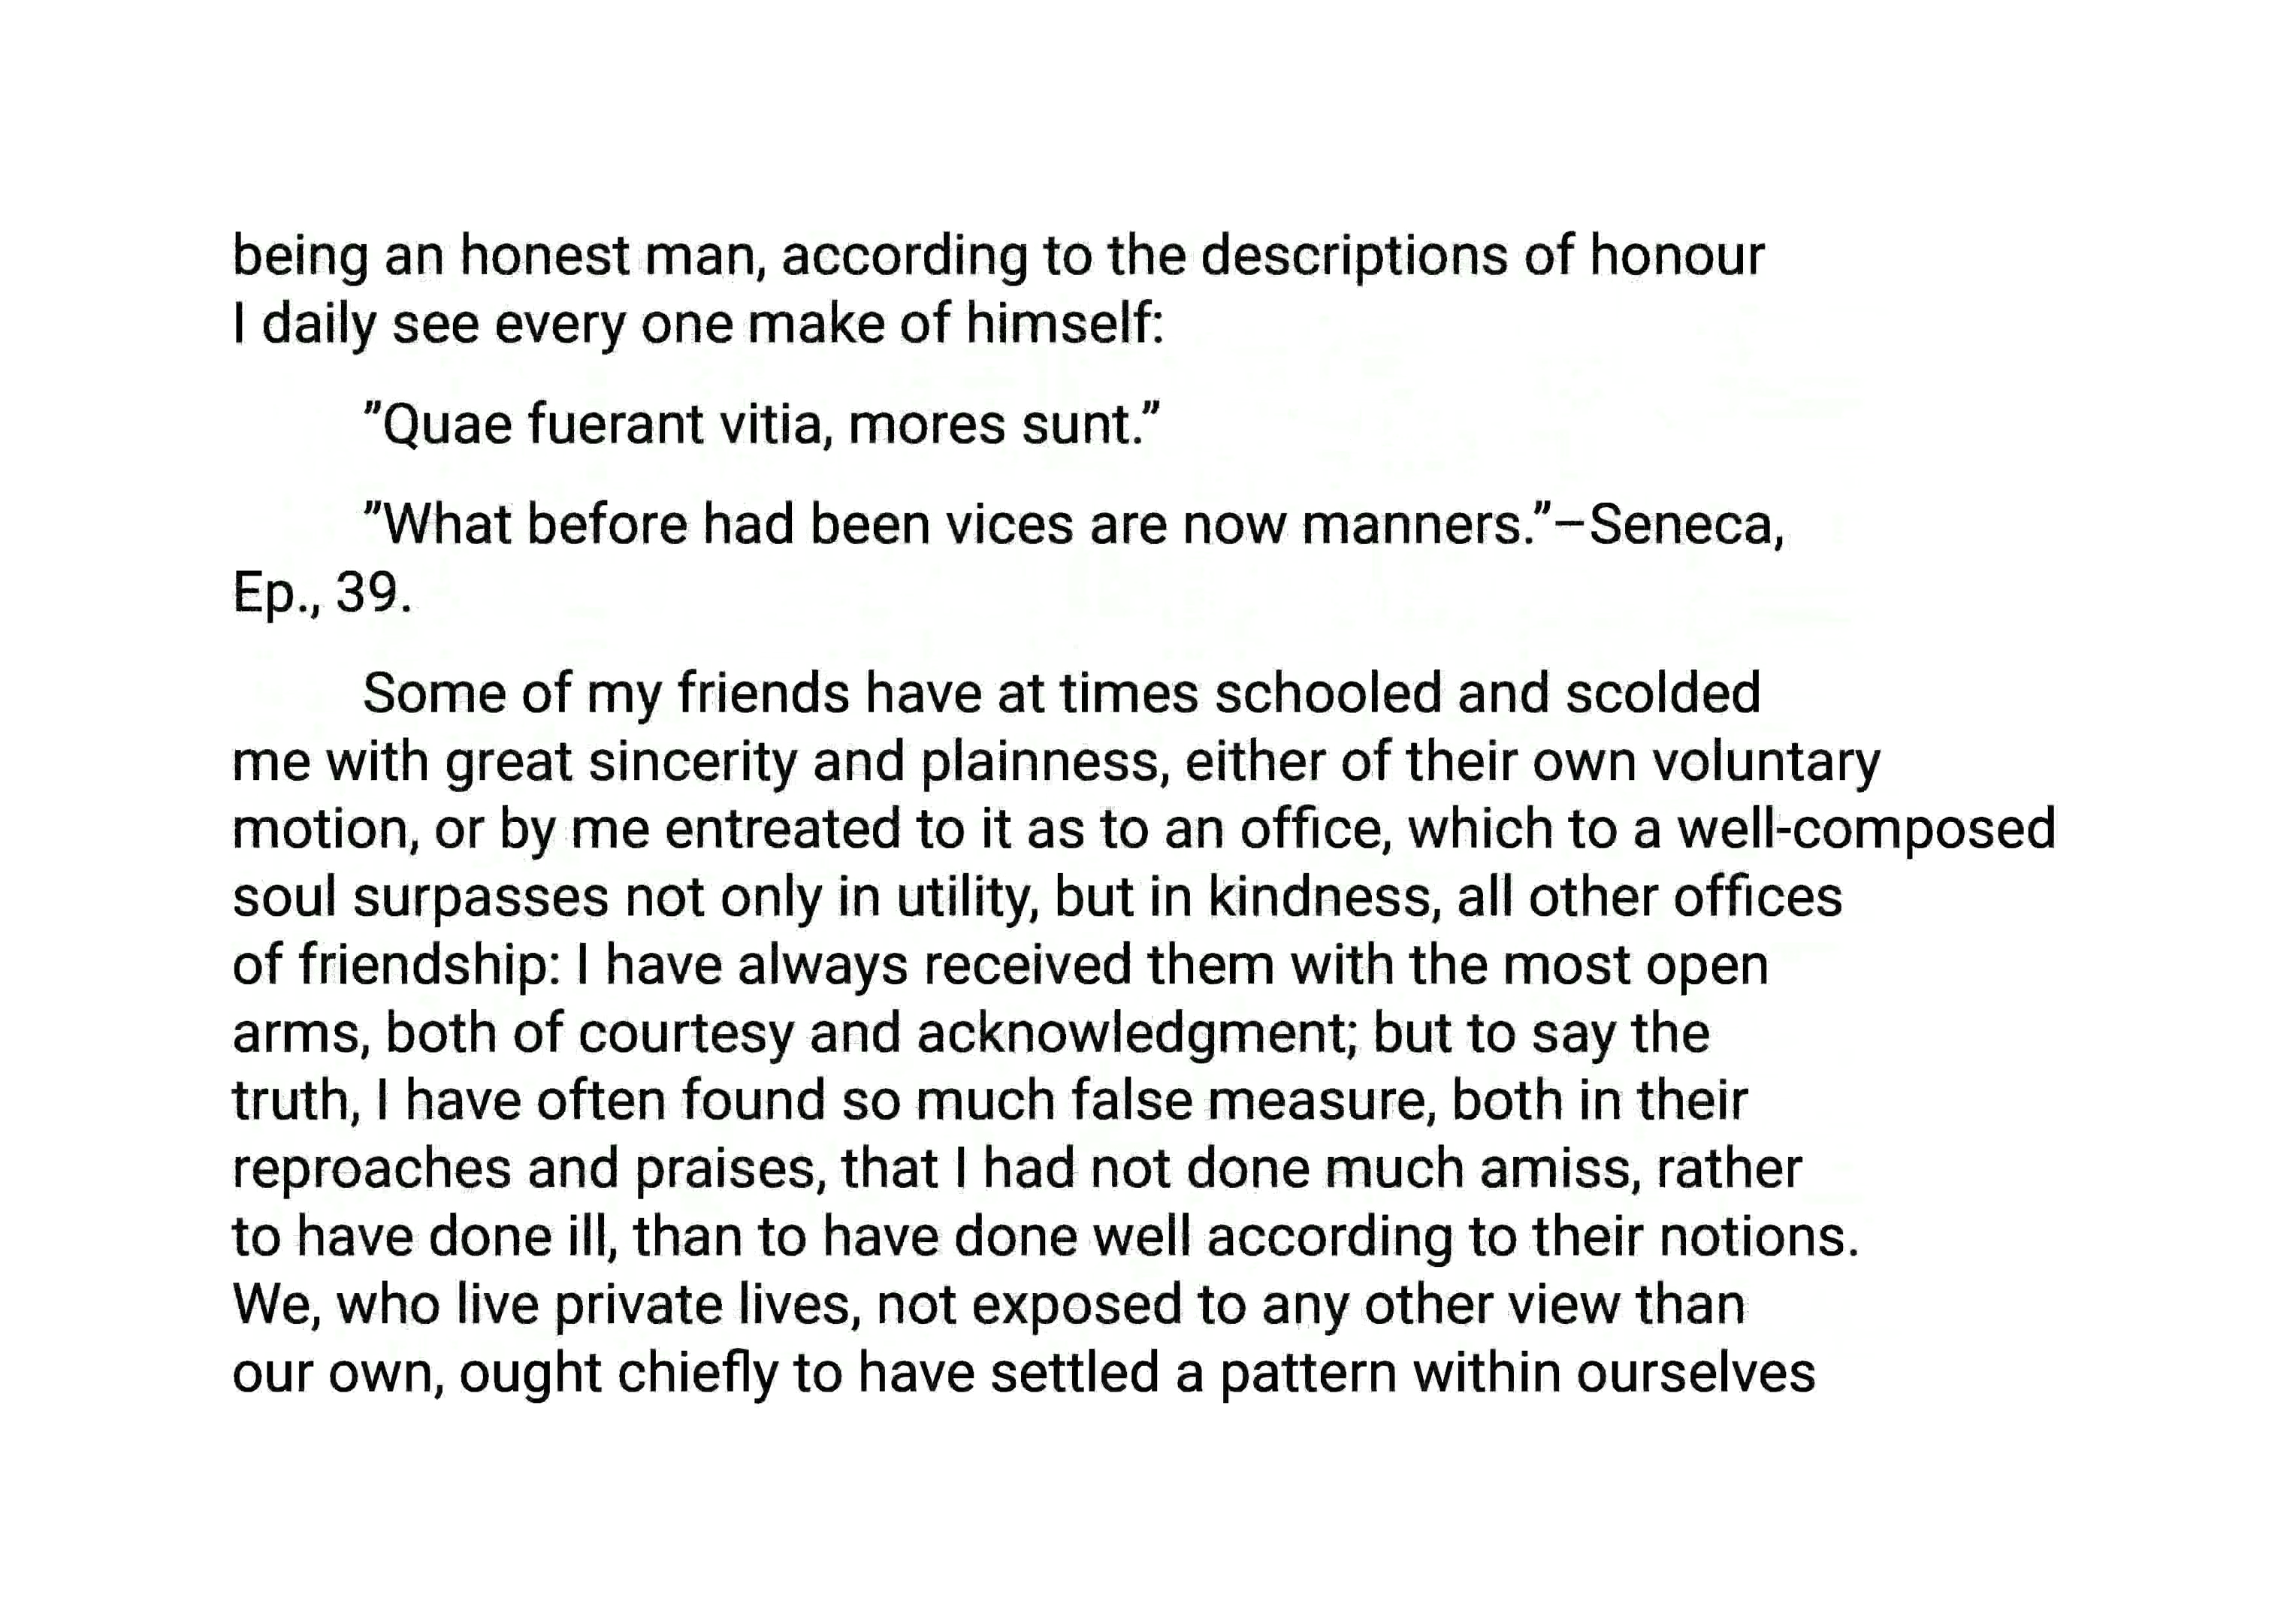 being an honest man, according to the descriptions of honour
I daily see every one make of himself:
”Quae fuerant vitia, mores sunt.”
”What before had been vices are now manners.”–Seneca,
Ep., 39.
Some of my friends have at times schooled and scolded
me with great sincerity and plainness, either of their own voluntary
motion, or by me entreated to it as to an office, which to a well-composed
soul surpasses not only in utility, but in kindness, all other offices
of friendship: I have always received them with the most open
arms, both of courtesy and acknowledgment; but to say the
truth, I have often found so much false measure, both in their
reproaches and praises, that I had not done much amiss, rather
to have done ill, than to have done well according to their notions.
We, who live private lives, not exposed to any other view than
our own, ought chiefly to have settled a pattern within ourselves